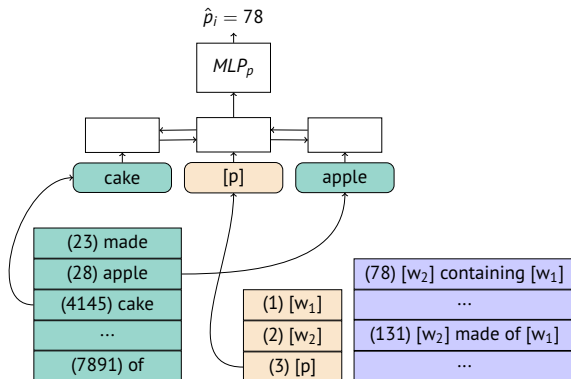 p̂ᵢ = 78
MLPₚ
cake
[p]
apple
(23) made
(28) apple
(4145) cake
...
(7891) of
(1) [w₁]
(2) [w₂]
(3) [p]
(78) [w₂] containing [w₁]
...
(131) [w₂] made of [w₁]
...